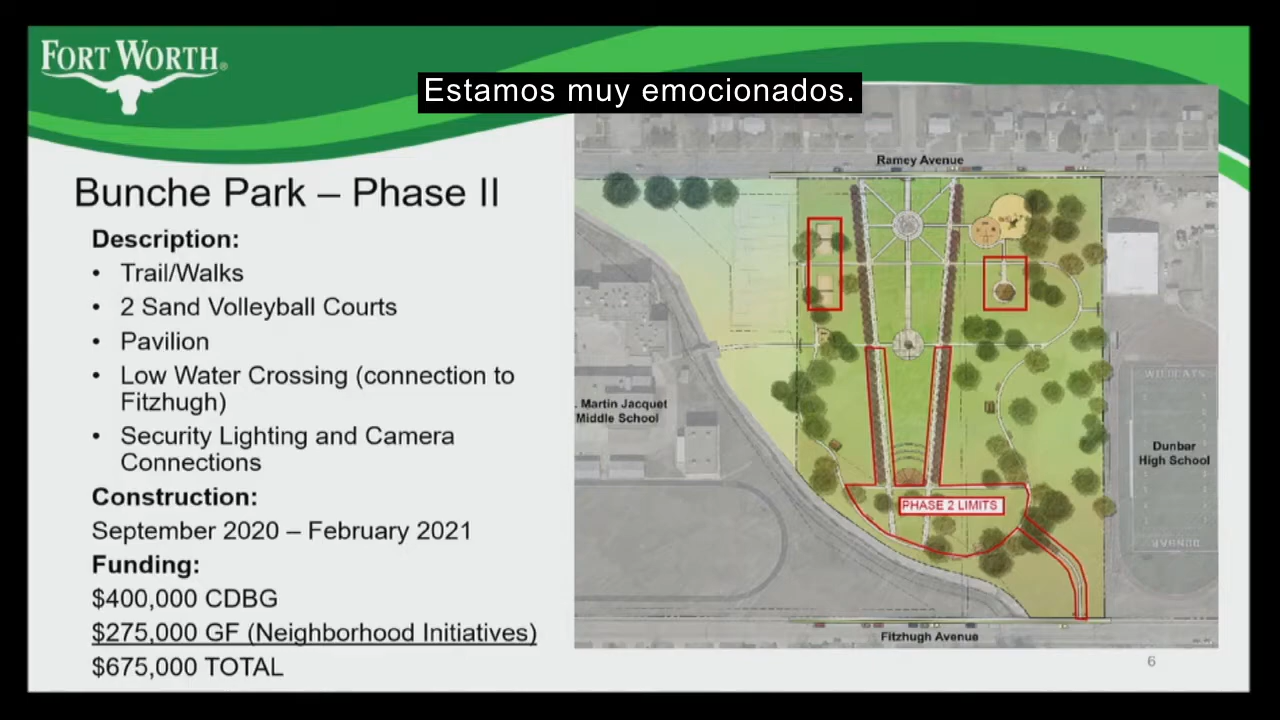 FORT WORTH®
Estamos muy emocionados.
Bunche Park – Phase II
Description:
• Trail/Walks
• 2 Sand Volleyball Courts
• Pavilion
• Low Water Crossing (connection to
Fitzhugh)
• Security Lighting and Camera
Connections
Construction:
September 2020 – February 2021
Funding:
$400,000 CDBG
$275,000 GF (Neighborhood Initiatives)
$675,000 TOTAL
Ramey Avenue
. Martin Jacquet
Middle School
WILDCATS
Dunbar
High School
PHASE 2 LIMITS
DUNBAR
Fitzhugh Avenue
6